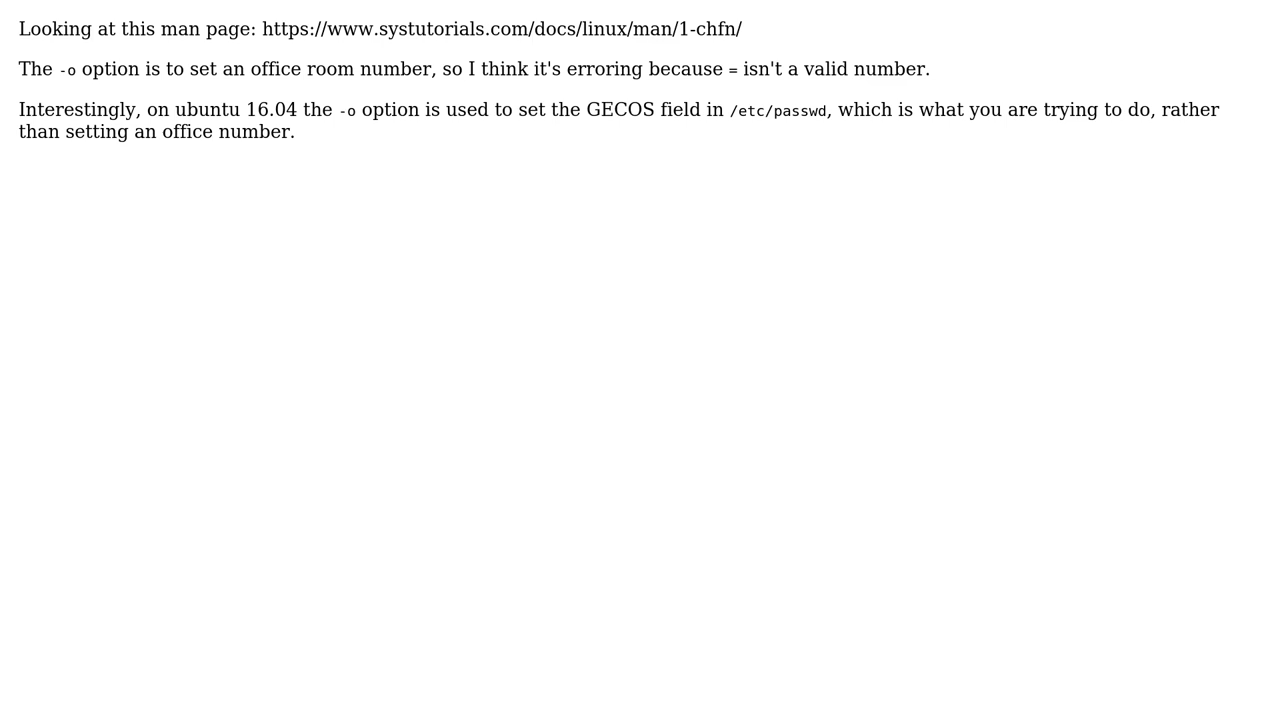 Looking at this man page: https://www.systutorials.com/docs/linux/man/1-chfn/
The -o option is to set an office room number, so I think it's erroring because = isn't a valid number.
Interestingly, on ubuntu 16.04 the -o option is used to set the GECOS field in /etc/passwd, which is what you are trying to do, rather
than setting an office number.